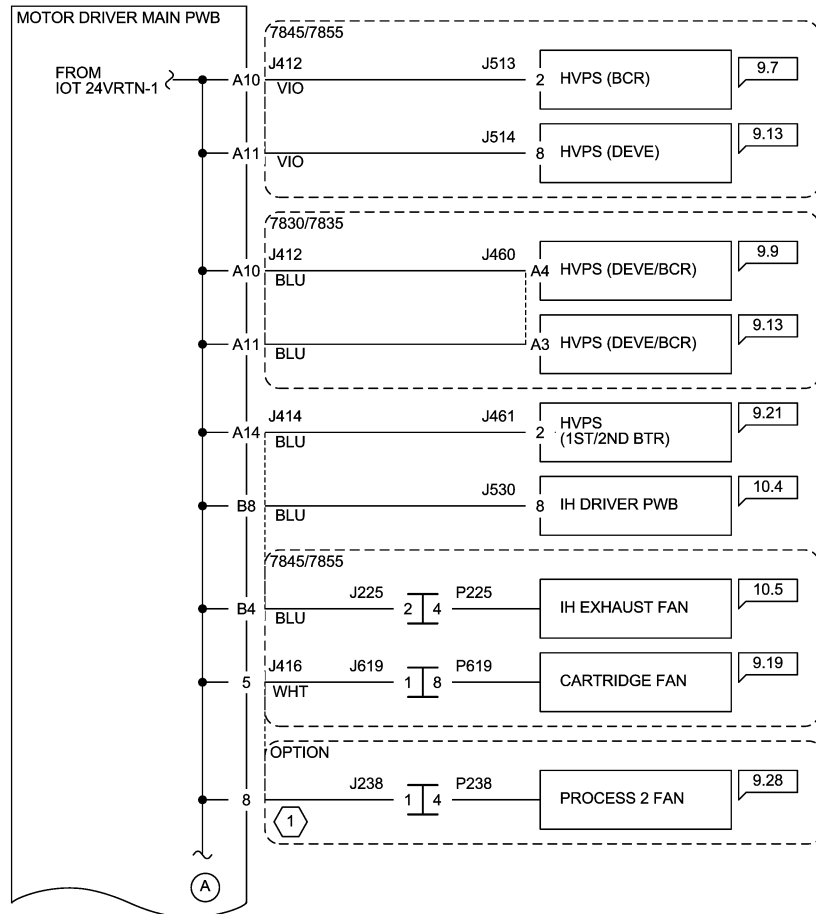 MOTOR DRIVER MAIN PWB
FROM
IOT 24VRTN-1
7845/7855
A10 J412 VIO J513 2 HVPS (BCR) 9.7
A11 VIO J514 8 HVPS (DEVE) 9.13
7830/7835
A10 J412 BLU J460 A4 HVPS (DEVE/BCR) 9.9
A11 BLU A3 HVPS (DEVE/BCR) 9.13
A14 J414 BLU J461 2 HVPS
(1ST/2ND BTR) 9.21
B8 BLU J530 8 IH DRIVER PWB 10.4
7845/7855
B4 BLU J225 2 4 P225 IH EXHAUST FAN 10.5
5 J416 WHT J619 1 8 P619 CARTRIDGE FAN 9.19
OPTION
8 J238 1 4 P238 PROCESS 2 FAN 9.28
1
A